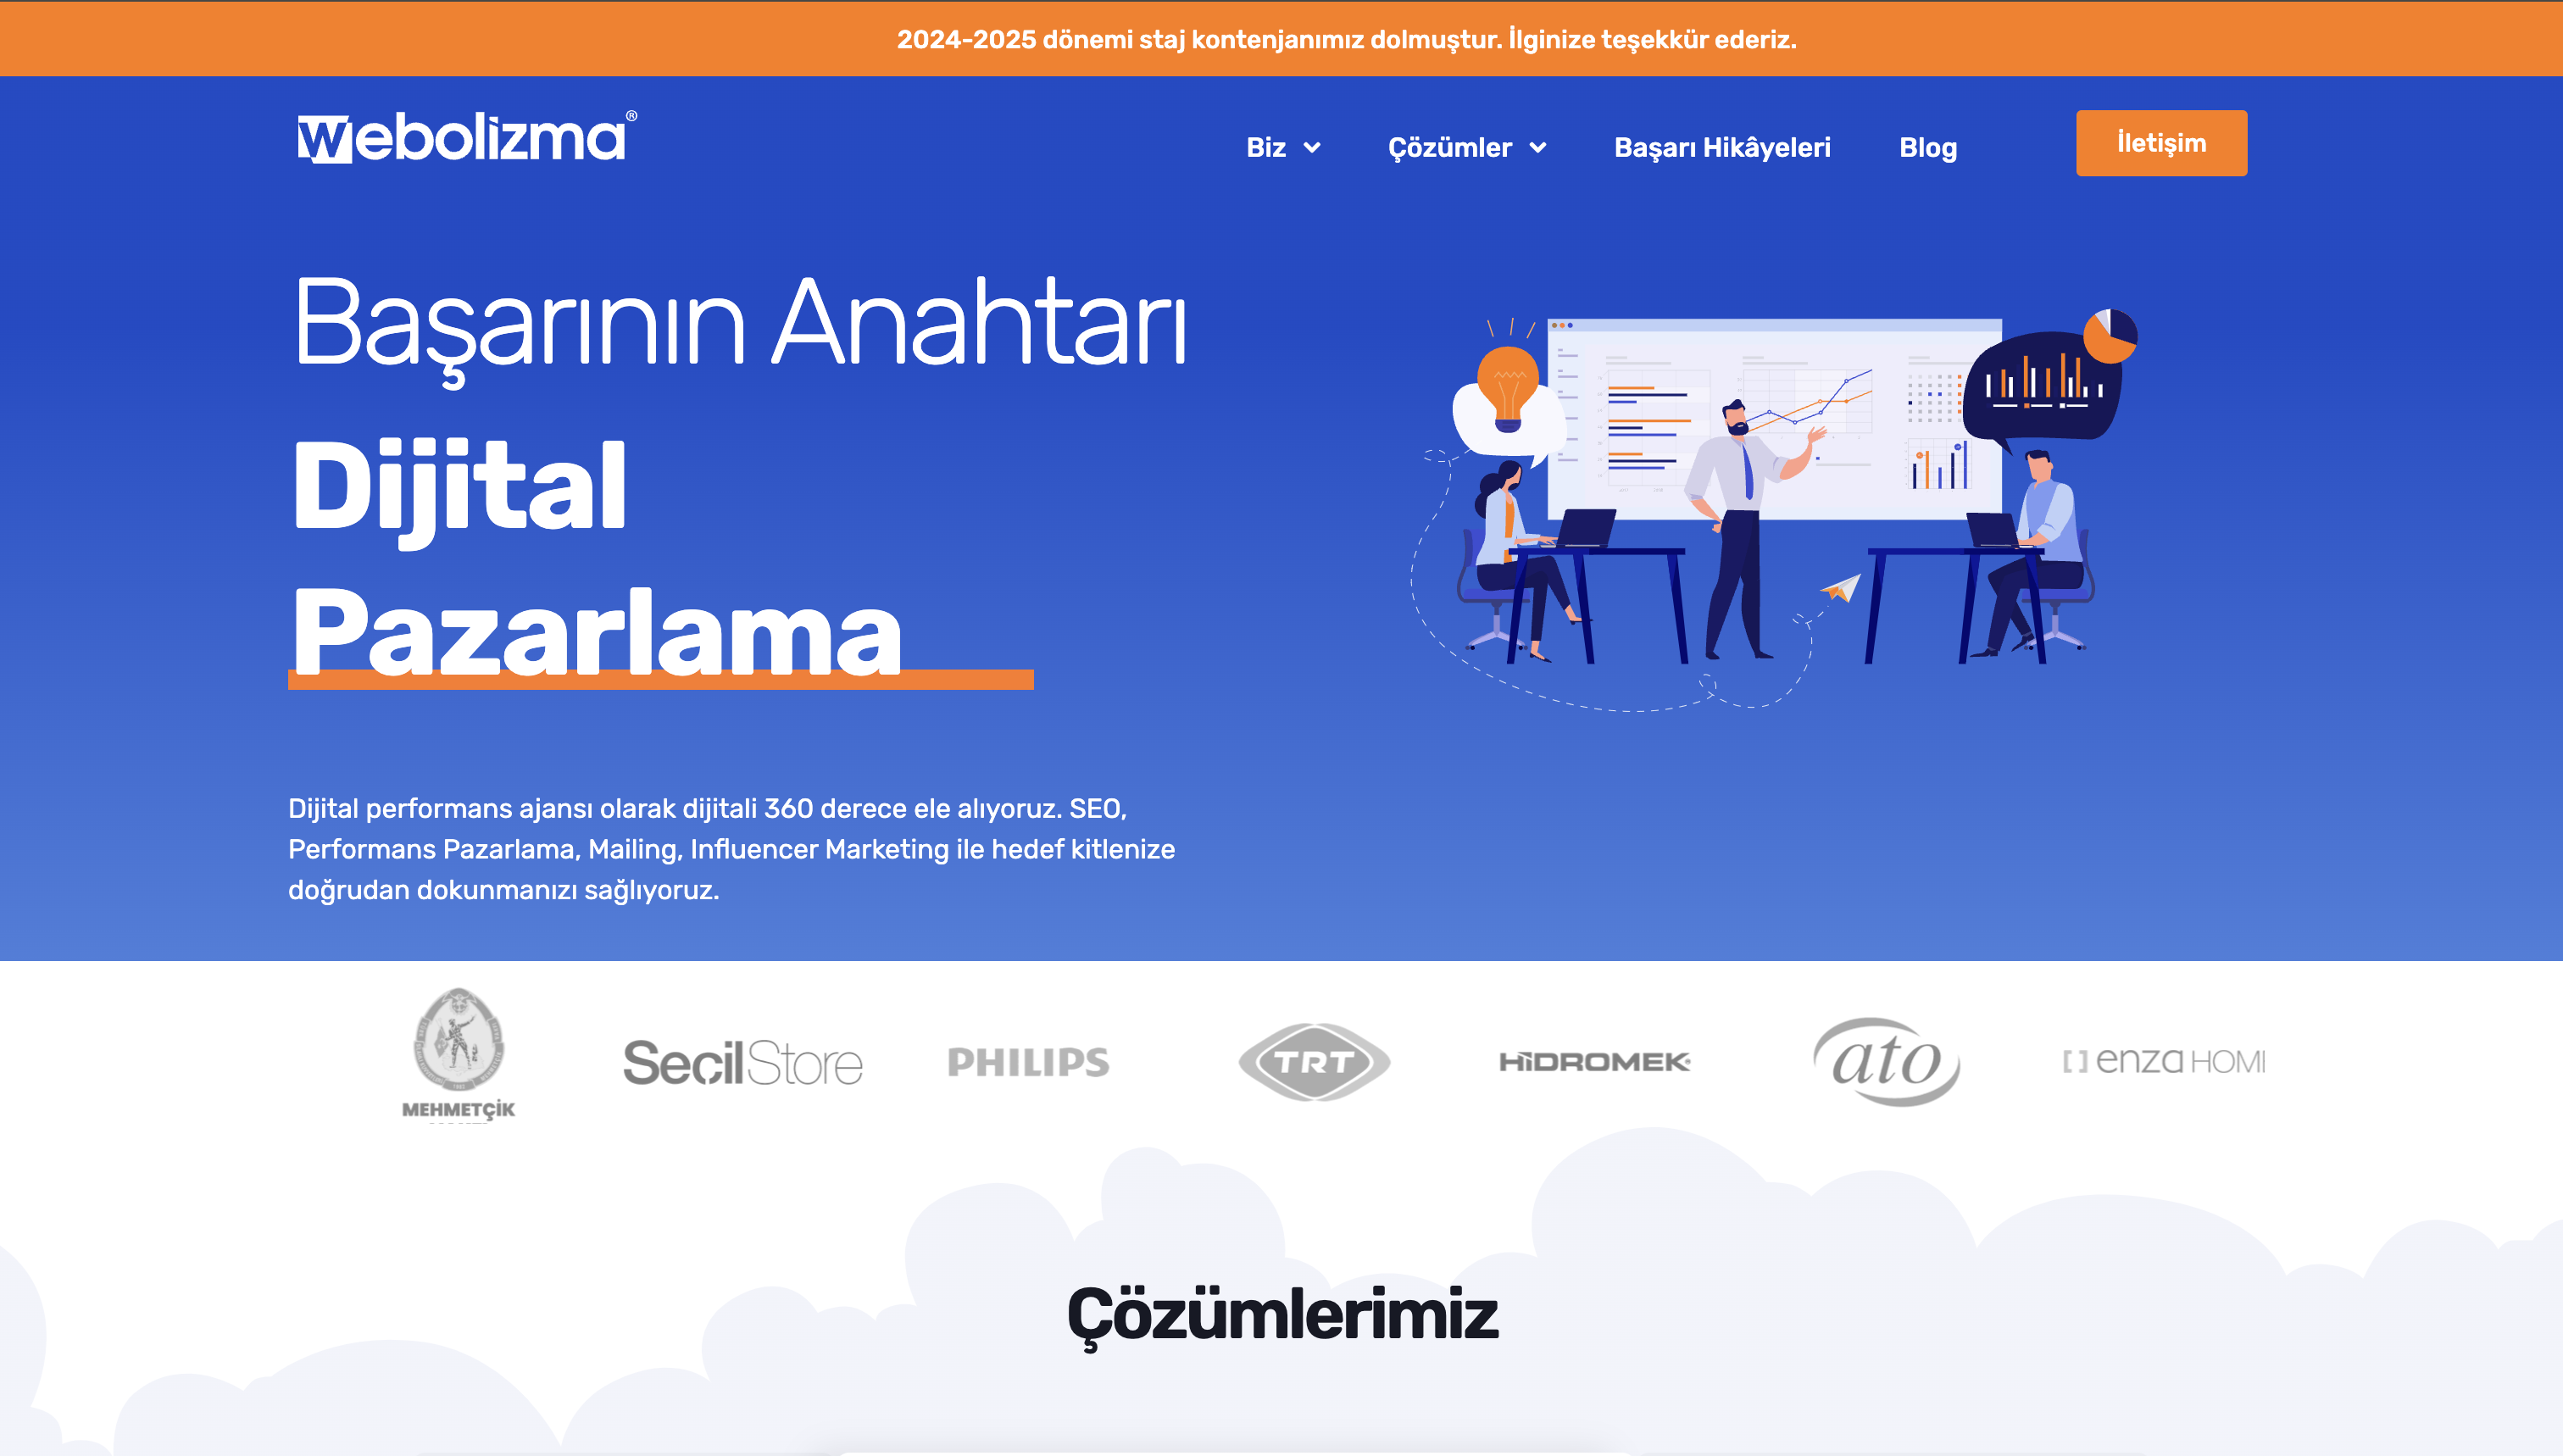 2024-2025 dönemi staj kontenjanımız dolmuştur. İlginize teşekkür ederiz.
webolizma®
Biz
Çözümler
Başarı Hikâyeleri
Blog
İletişim
Başarının Anahtarı
Dijital
Pazarlama
Dijital performans ajansı olarak dijitali 360 derece ele alıyoruz. SEO,
Performans Pazarlama, Mailing, Influencer Marketing ile hedef kitlenize
doğrudan dokunmanızı sağlıyoruz.
MEHMETÇİK
SecilStore
PHILIPS
TRT
HİDROMEK
ato
enza HOM
Çözümlerimiz